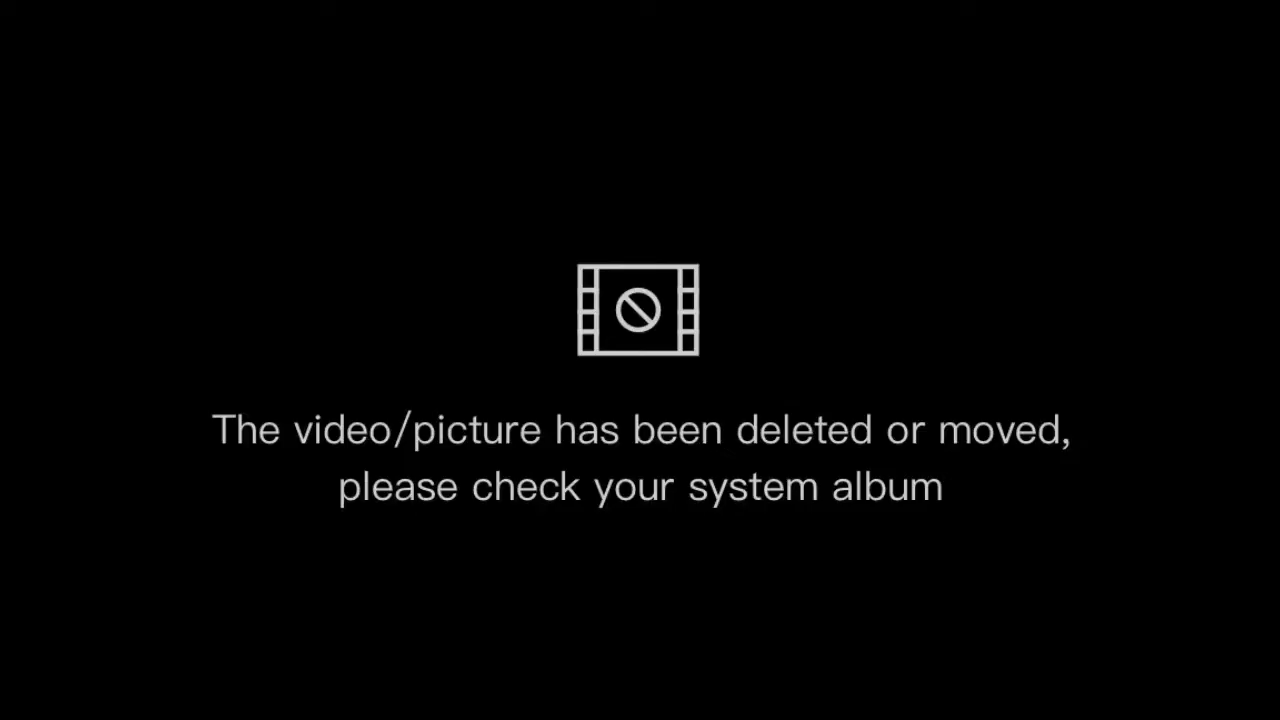 The video/picture has been deleted or moved,
please check your system album